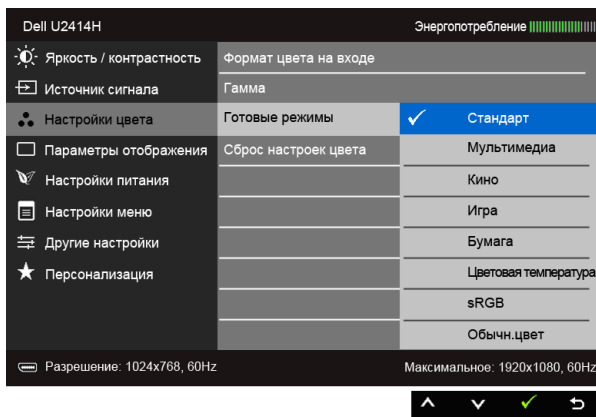 Dell U2414H Энергопотребление
Яркость / контрастность Формат цвета на входе
Источник сигнала Гамма
Настройки цвета Готовые режимы Стандарт
Параметры отображения Сброс настроек цвета Мультимедиа
Настройки питания Кино
Настройки меню Игра
Другие настройки Бумага
Персонализация Цветовая температура
sRGB
Обычн.цвет
Разрешение: 1024x768, 60Hz Максимальное: 1920x1080, 60Hz